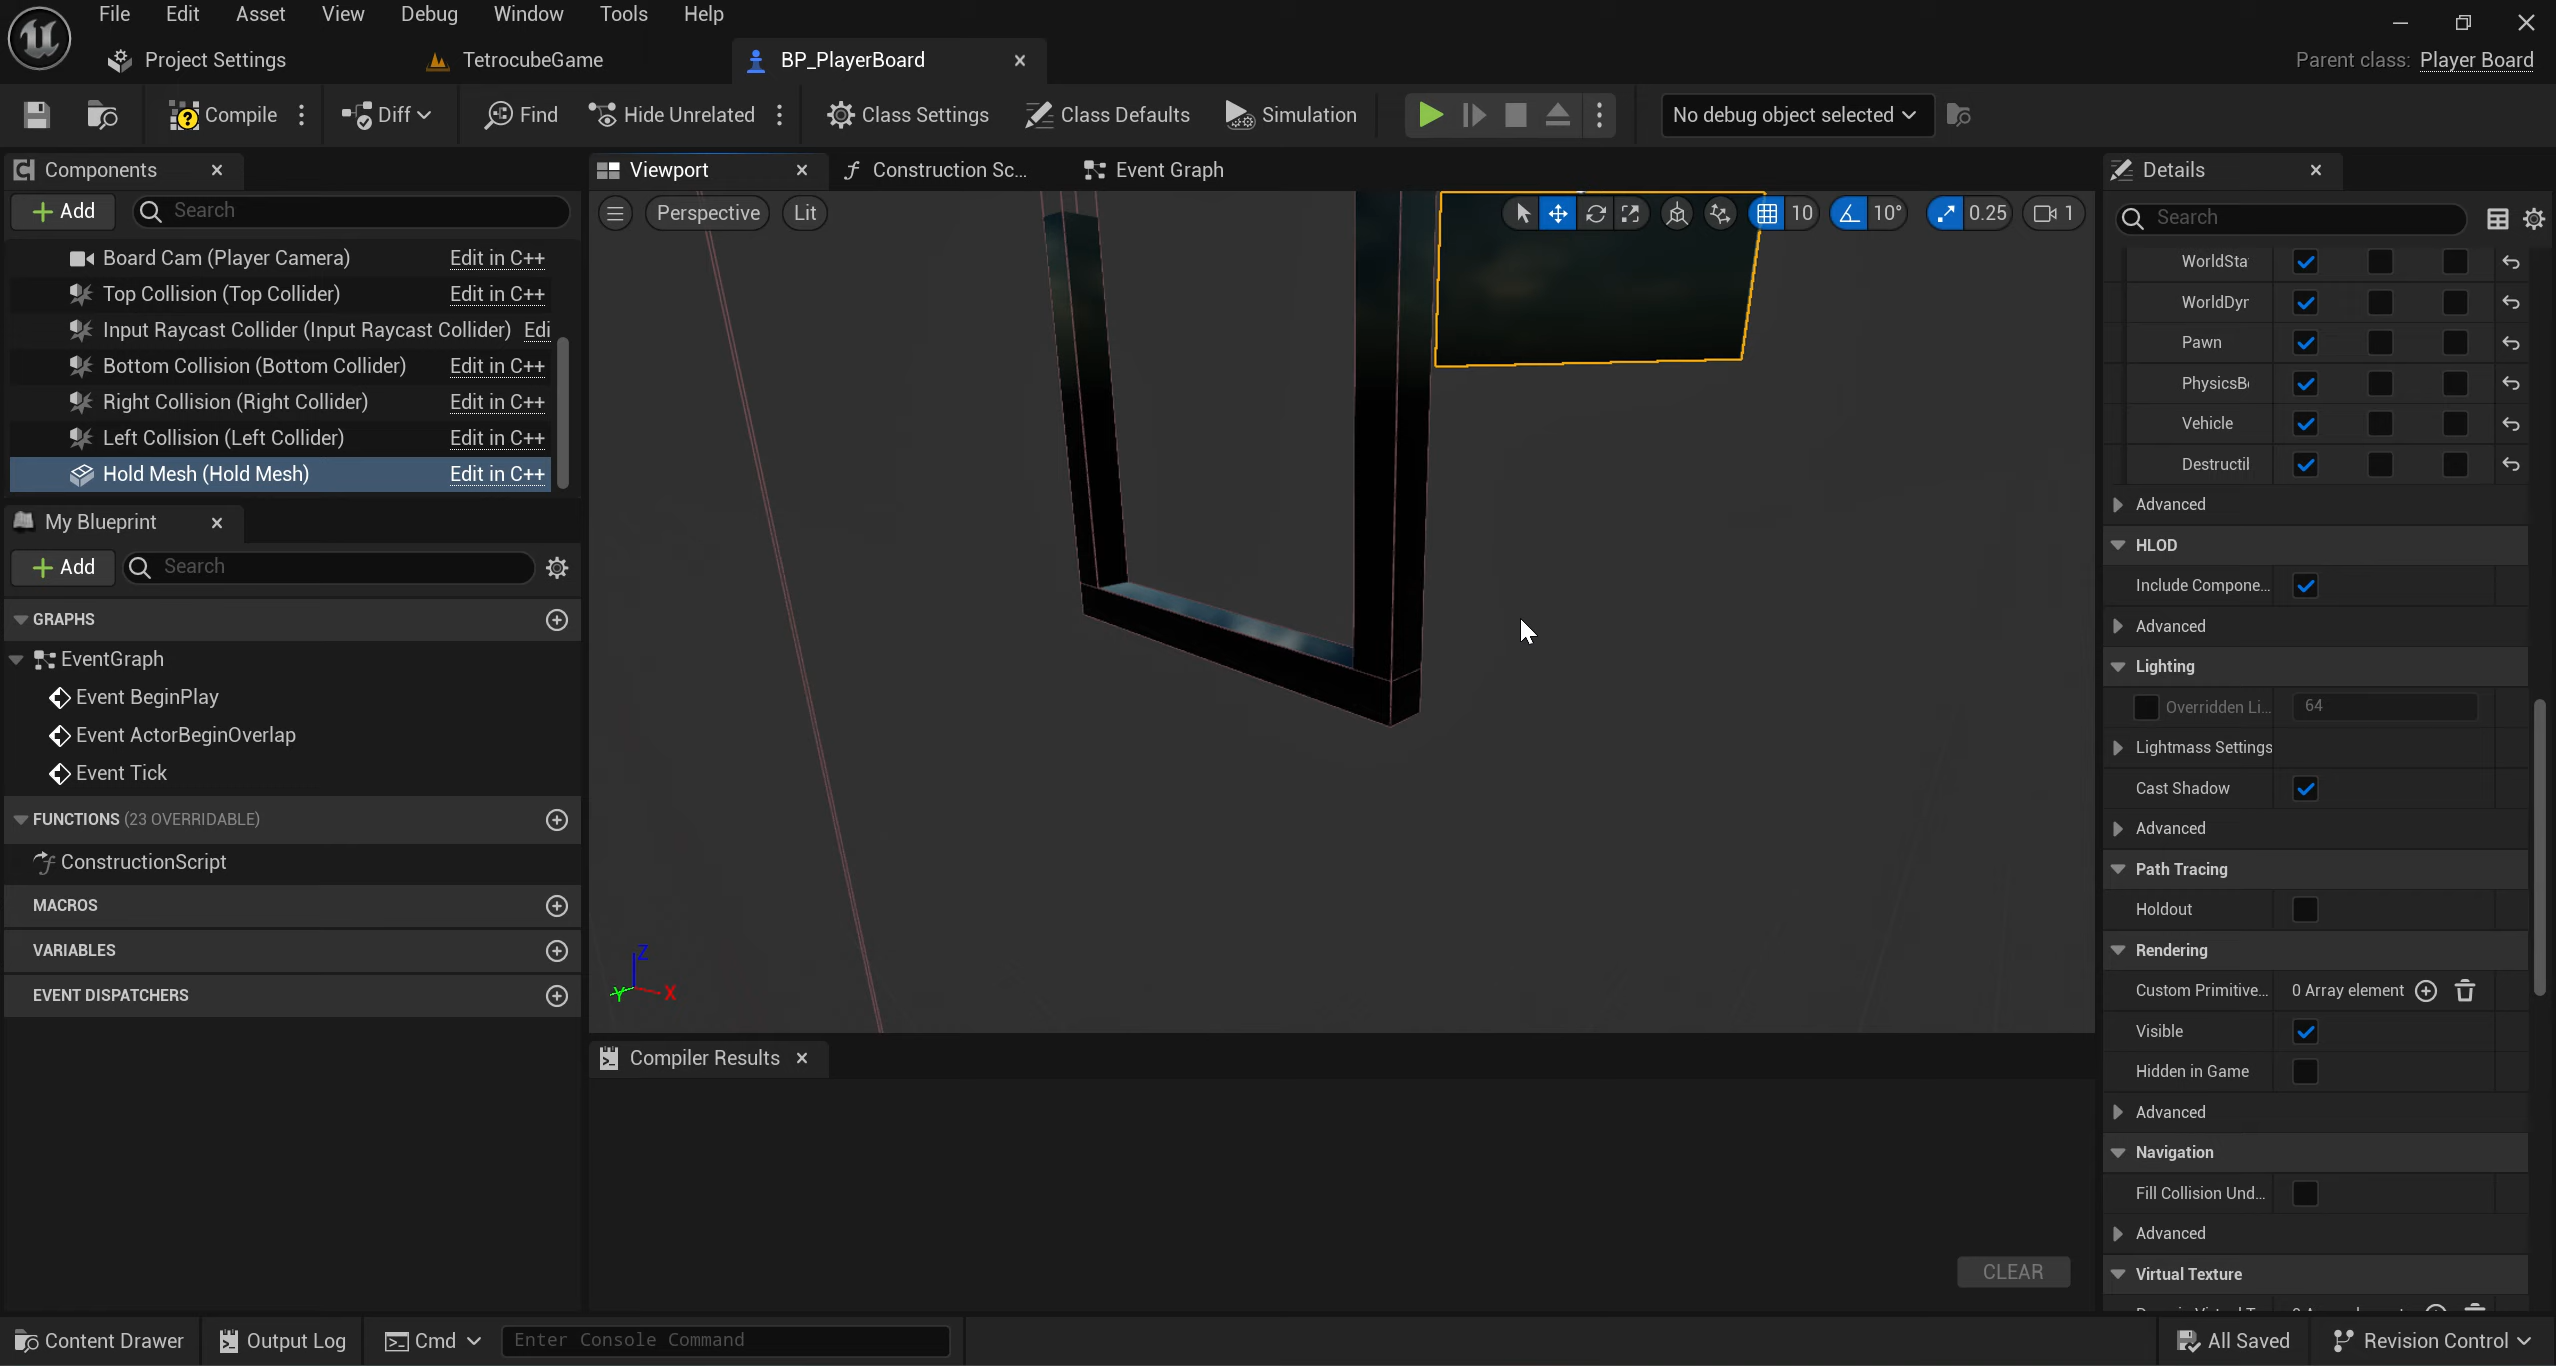 File Edit Asset View Debug Window Tools Help
Project Settings TetrocubeGame BP_PlayerBoard Parent class: Player Board
Compile Diff Find Hide Unrelated Class Settings Class Defaults Simulation No debug object selected
Components
Add Search
Board Cam (Player Camera) Edit in C++
Top Collision (Top Collider) Edit in C++
Input Raycast Collider (Input Raycast Collider) Edi
Bottom Collision (Bottom Collider) Edit in C++
Right Collision (Right Collider) Edit in C++
Left Collision (Left Collider) Edit in C++
Hold Mesh (Hold Mesh) Edit in C++
My Blueprint
Add Search
GRAPHS
EventGraph
Event BeginPlay
Event ActorBeginOverlap
Event Tick
FUNCTIONS (23 OVERRIDABLE)
ConstructionScript
MACROS
VARIABLES
EVENT DISPATCHERS
Viewport Construction Sc... Event Graph
Perspective Lit 10 10° 0.25 1
Z
Y X
Compiler Results
CLEAR
Details
Search
WorldSta
WorldDyr
Pawn
PhysicsB
Vehicle
Destructil
Advanced
HLOD
Include Compone...
Advanced
Lighting
Overridden Li... 64
Lightmass Settings
Cast Shadow
Advanced
Path Tracing
Holdout
Rendering
Custom Primitive... 0 Array element
Visible
Hidden in Game
Advanced
Navigation
Fill Collision Und...
Advanced
Virtual Texture
Content Drawer Output Log Cmd Enter Console Command All Saved Revision Control